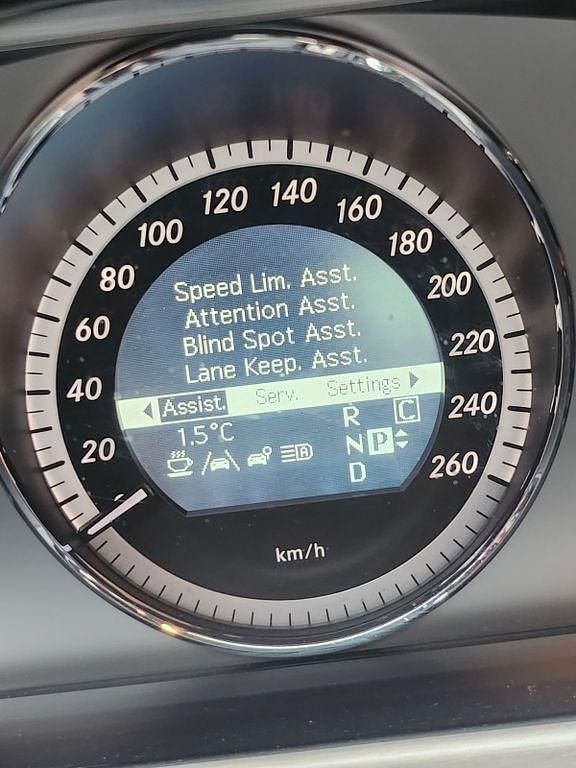 20
40
60
80
100
120
140
160
180
200
220
240
260
Speed Lim. Asst.
Attention Asst.
Blind Spot Asst.
Lane Keep. Asst.
Assist. Serv. Settings
1.5°C
A
R C
N P
D
km/h